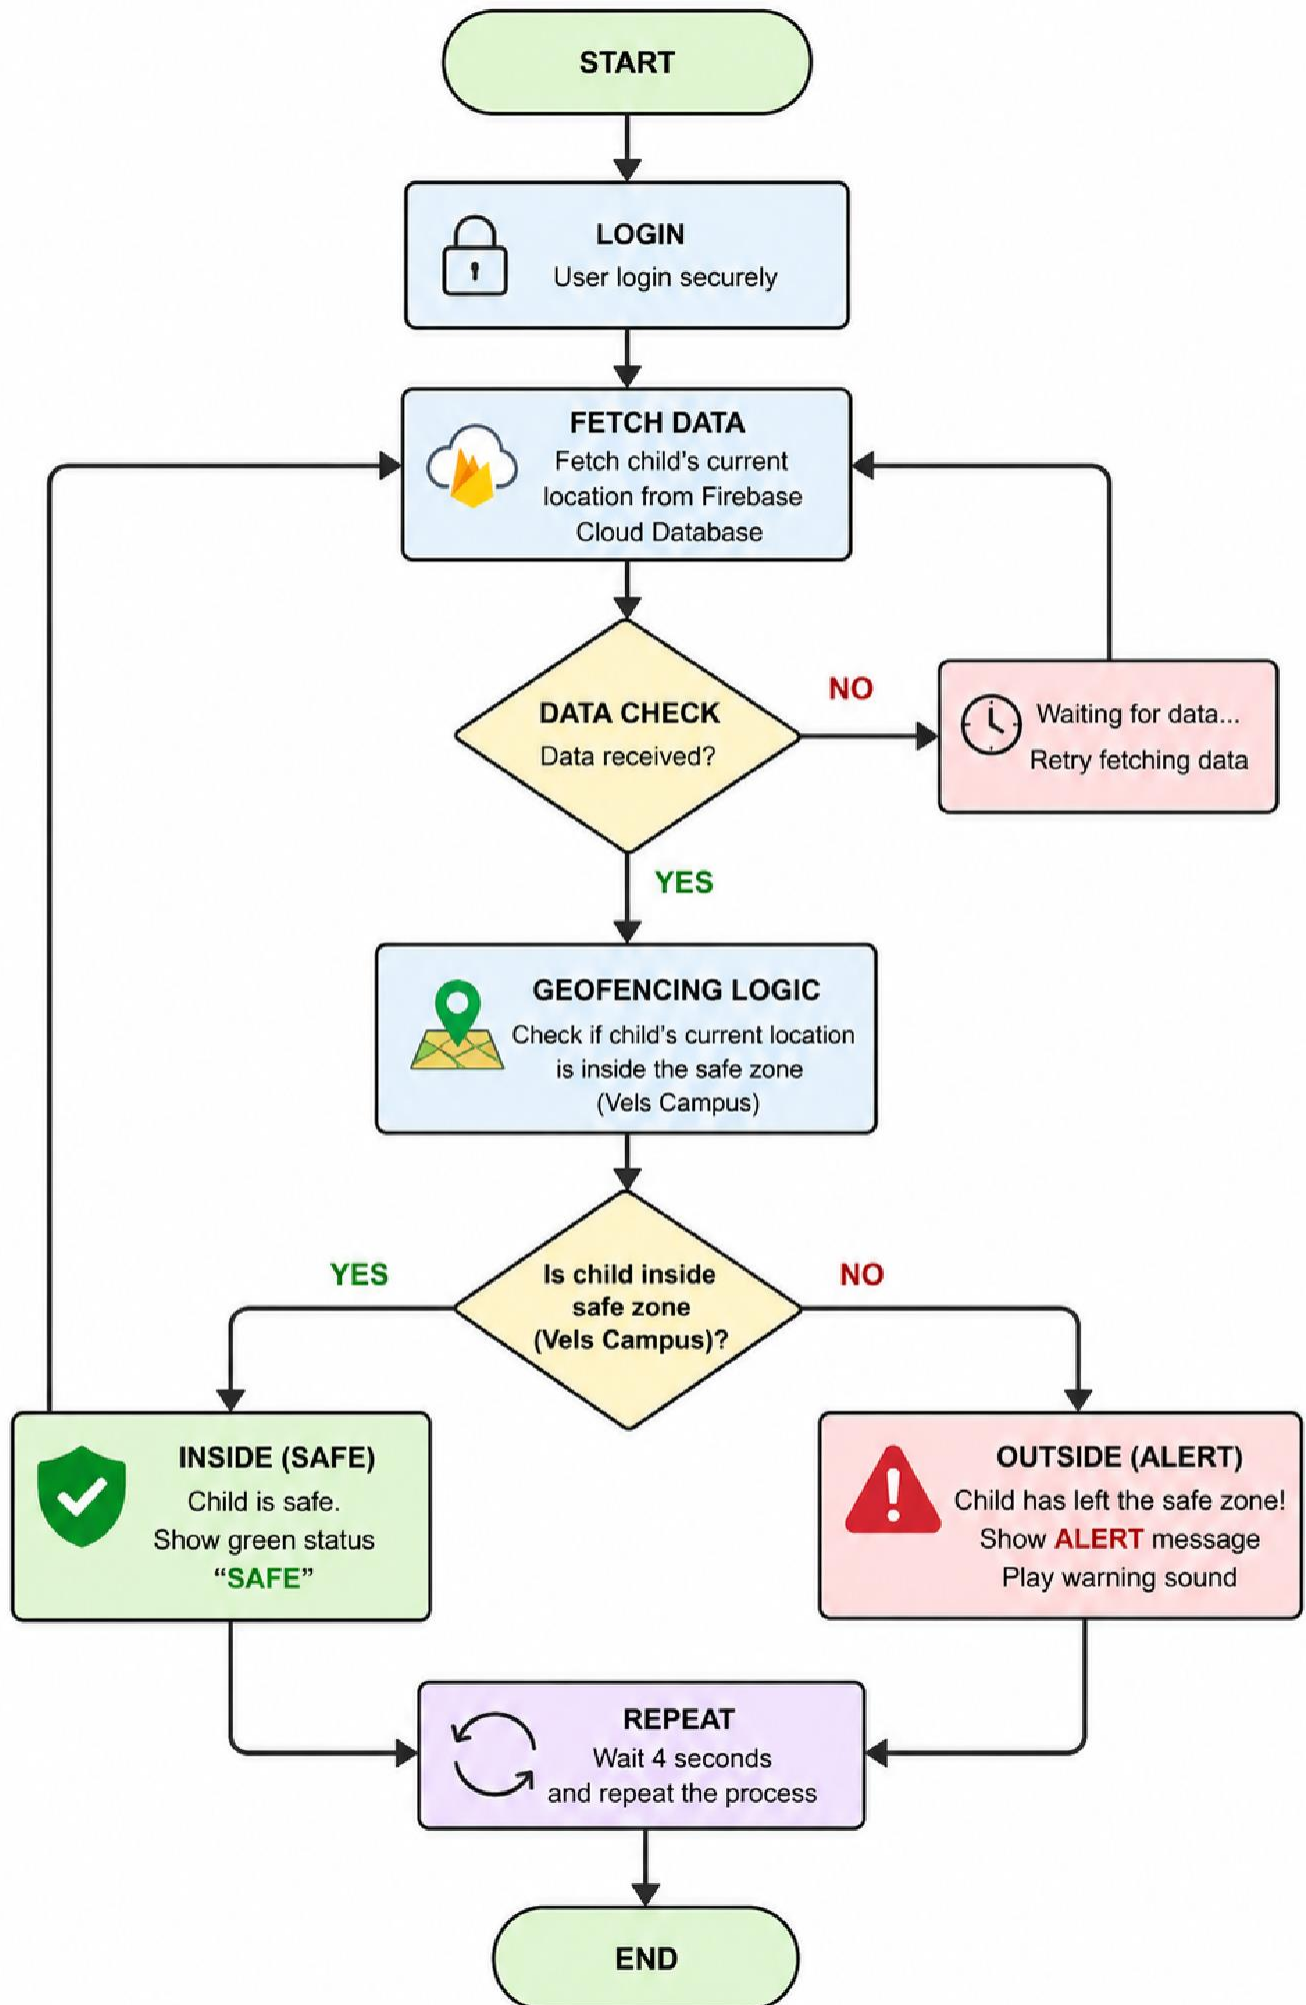 START
LOGIN
User login securely
FETCH DATA
Fetch child's current
location from Firebase
Cloud Database
DATA CHECK
Data received?
NO
Waiting for data...
Retry fetching data
YES
GEOFENCING LOGIC
Check if child's current location
is inside the safe zone
(Vels Campus)
Is child inside
safe zone
(Vels Campus)?
YES
NO
INSIDE (SAFE)
Child is safe.
Show green status
“SAFE”
OUTSIDE (ALERT)
Child has left the safe zone!
Show ALERT message
Play warning sound
REPEAT
Wait 4 seconds
and repeat the process
END